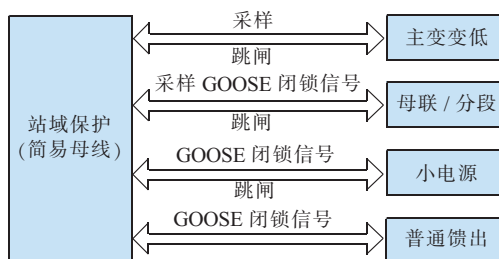 采样
主变变低
跳闸
采样 GOOSE 闭锁信号
母联 / 分段
跳闸
站域保护
(简易母线)
GOOSE 闭锁信号
小电源
跳闸
GOOSE 闭锁信号
普通馈出